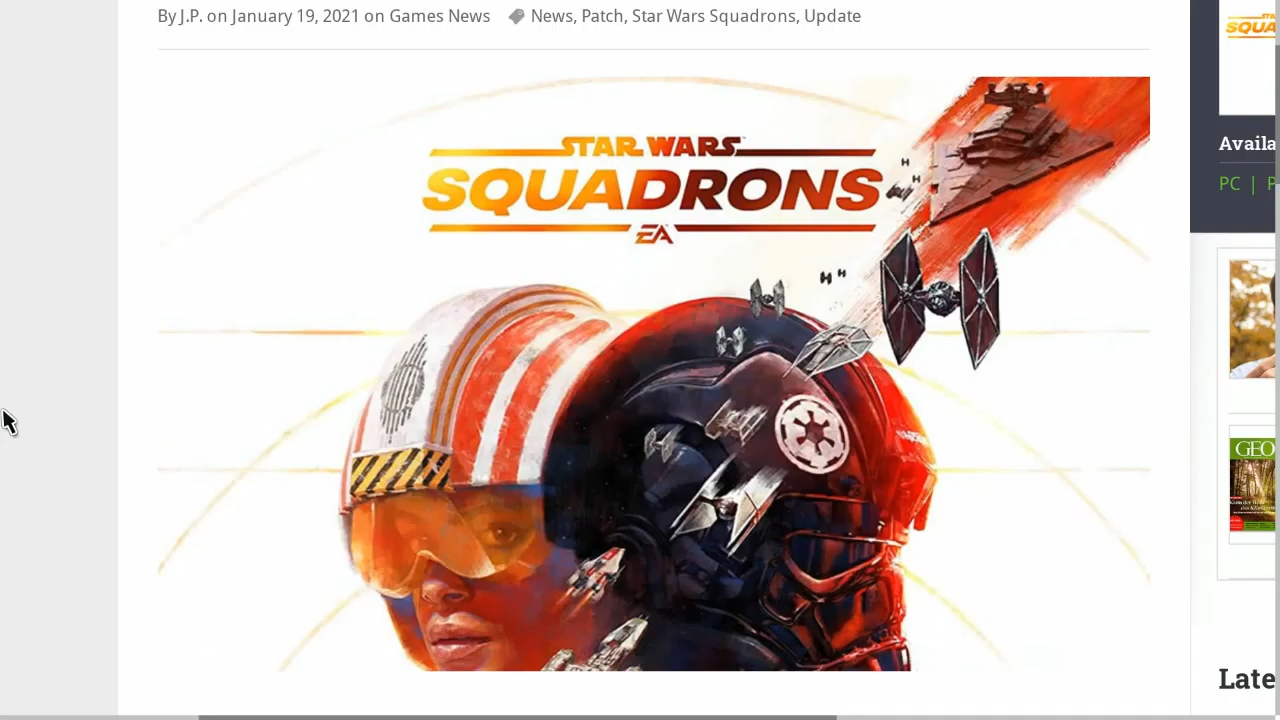 By J.P. on January 19, 2021 on Games News News, Patch, Star Wars Squadrons, Update
STAR WARS
SQUADRONS
EA
Availa
PC | P
GEO
Late